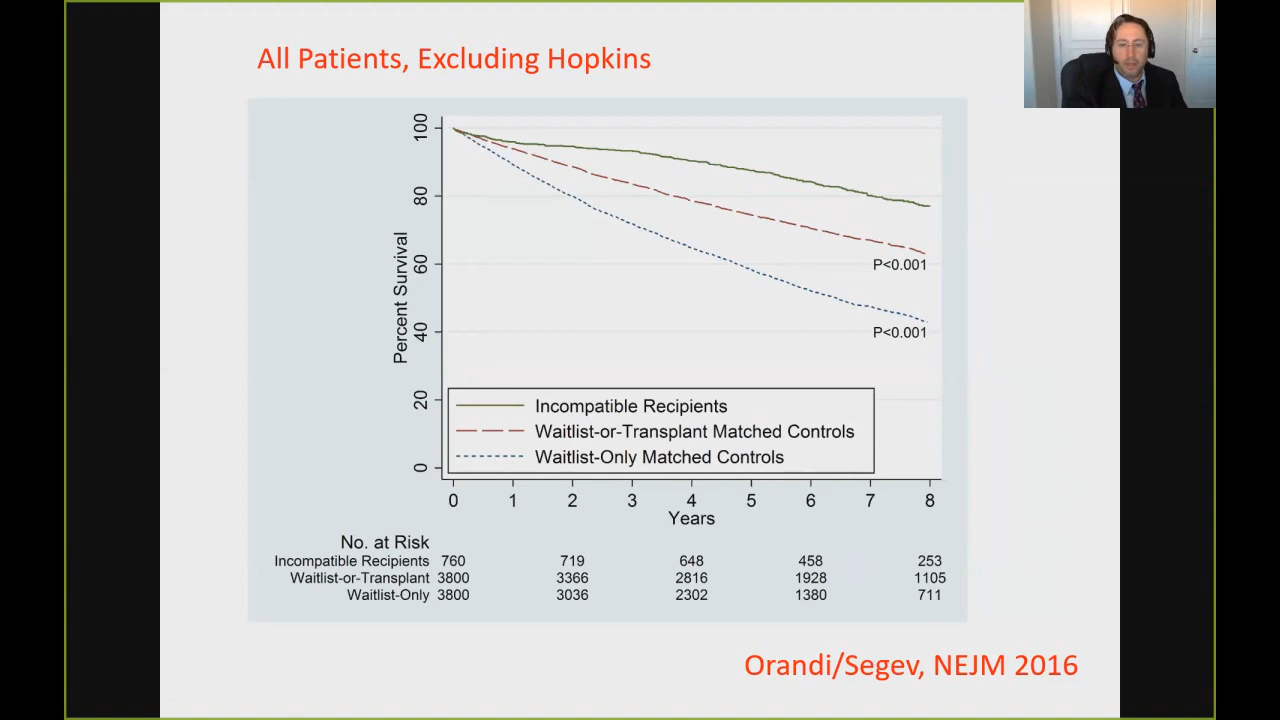 All Patients, Excluding Hopkins
100
80
60
40
20
0
Percent Survival
P<0.001
P<0.001
Incompatible Recipients
Waitlist-or-Transplant Matched Controls
Waitlist-Only Matched Controls
0 1 2 3 4 5 6 7 8
Years
No. at Risk
Incompatible Recipients 760 719 648 458 253
Waitlist-or-Transplant 3800 3366 2816 1928 1105
Waitlist-Only 3800 3036 2302 1380 711
Orandi/Segev, NEJM 2016